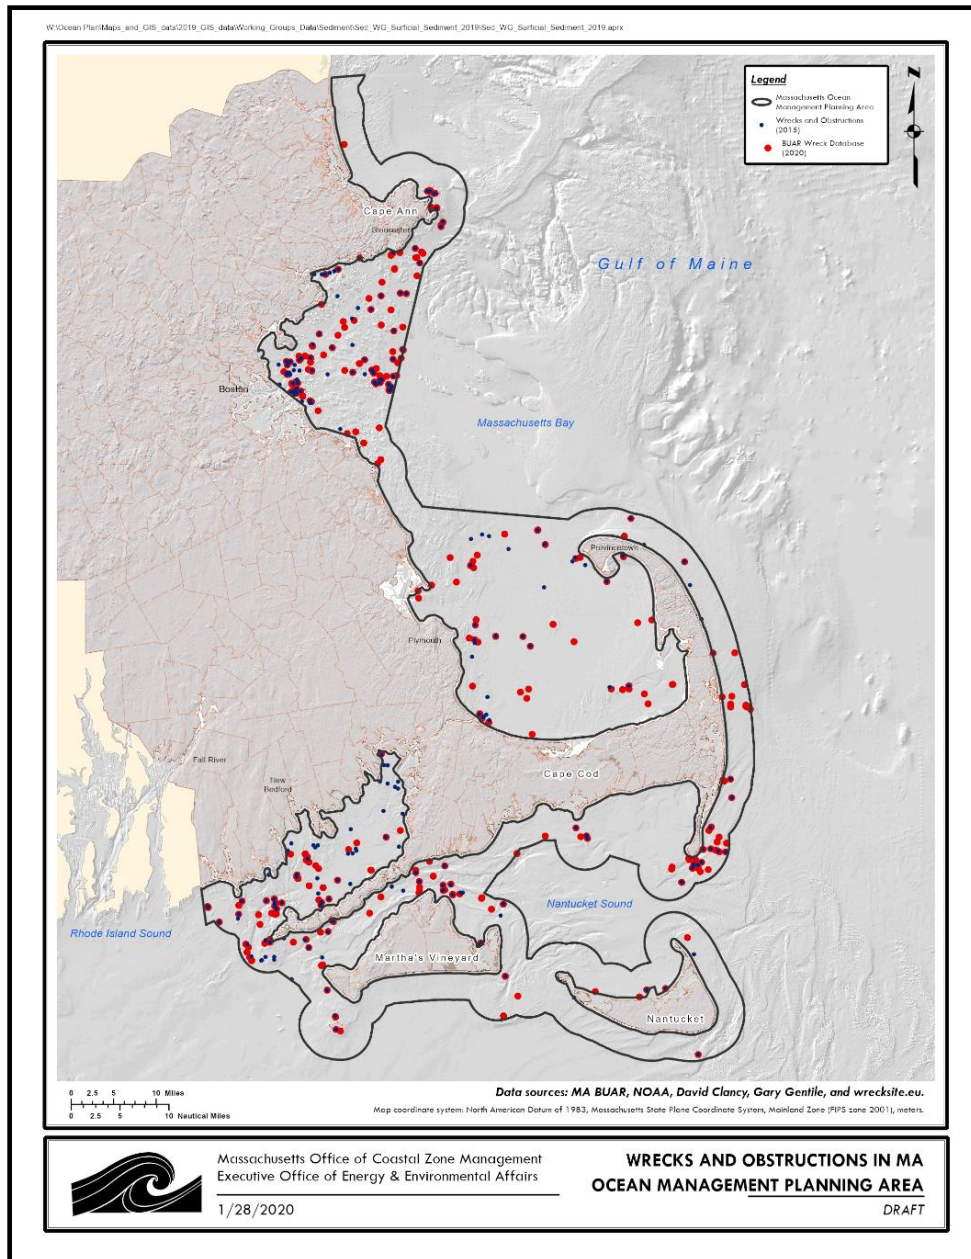 W:\Ocean Plan\Maps_and_GIS_data\2019_GIS_data\Working_Groups_Data\Sediment\Sed_WG_Surficial_Sediment_2019\Sed_WG_Surficial_Sediment_2019.aprx
Legend
Massachusetts Ocean
Management Planning Area
Wrecks and Obstructions
(2015)
BUAR Wreck Database
(2020)
N
Cape Ann
Gloucester
Gulf of Maine
Boston
Massachusetts Bay
Provincetown
Plymouth
Fall River
New
Bedford
Cape Cod
Nantucket Sound
Rhode Island Sound
Martha's Vineyard
Nantucket
0 2.5 5 10 Miles
0 2.5 5 10 Nautical Miles
Data sources: MA BUAR, NOAA, David Clancy, Gary Gentile, and wrecksite.eu.
Map coordinate system: North American Datum of 1983, Massachusetts State Plane Coordinate System, Mainland Zone (FIPS zone 2001), meters.
Massachusetts Office of Coastal Zone Management
Executive Office of Energy & Environmental Affairs
1/28/2020
WRECKS AND OBSTRUCTIONS IN MA
OCEAN MANAGEMENT PLANNING AREA
DRAFT